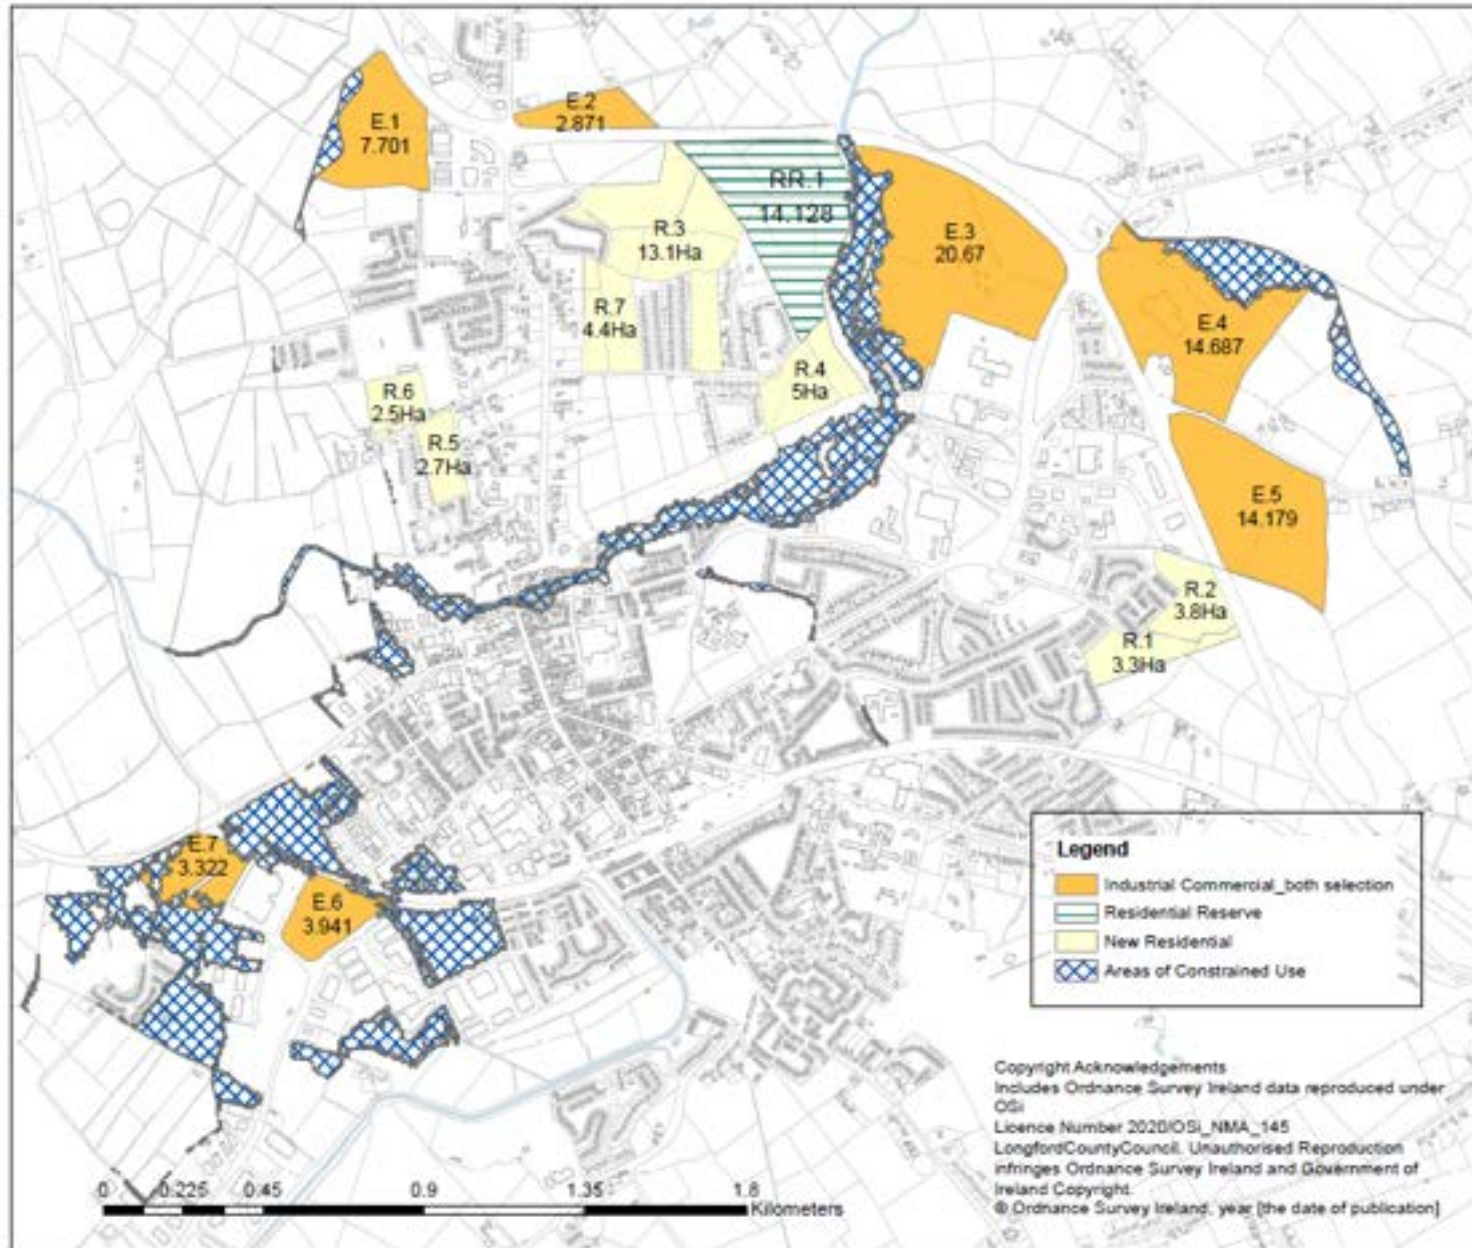 E.1
7.701
E.2
2.871
RR.1
14.128
R.3
13.1Ha
E.3
20.67
R.7
4.4Ha
E.4
14.687
R.4
5Ha
R.6
2.5Ha
R.5
2.7Ha
E.5
14.179
R.2
3.8Ha
R.1
3.3Ha
E.7
3.322
E.6
3.941
Legend
Industrial Commercial_both selection
Residential Reserve
New Residential
Areas of Constrained Use
Copyright Acknowledgements
Includes Ordnance Survey Ireland data reproduced under
OSi
Licence Number 2020/OSi_NMA_145
LongfordCountyCouncil. Unauthorised Reproduction
infringes Ordnance Survey Ireland and Government of
Ireland Copyright.
© Ordnance Survey Ireland, year [the date of publication]
0 0.225 0.45 0.9 1.35 1.8
Kilometers